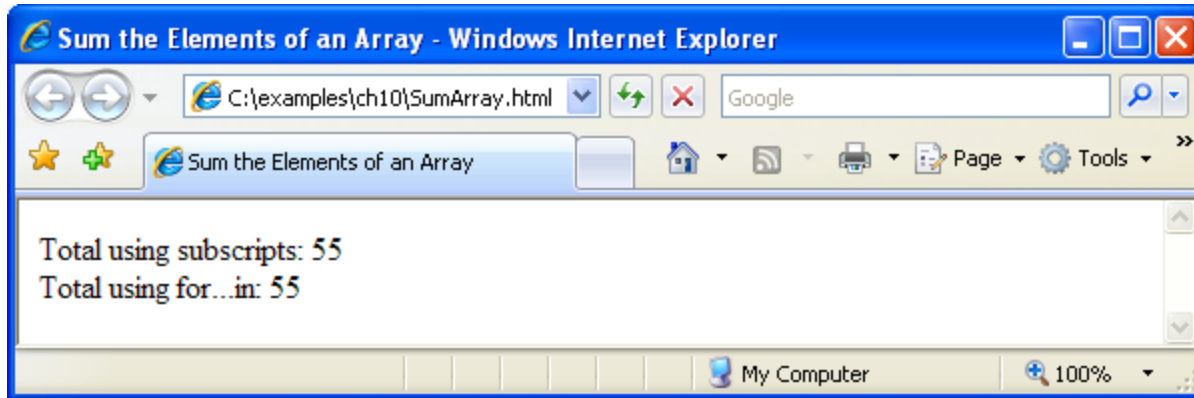 Sum the Elements of an Array - Windows Internet Explorer
C:\examples\ch10\SumArray.html
Google
Sum the Elements of an Array
Page
Tools
»
Total using subscripts: 55
Total using for...in: 55
My Computer
100%